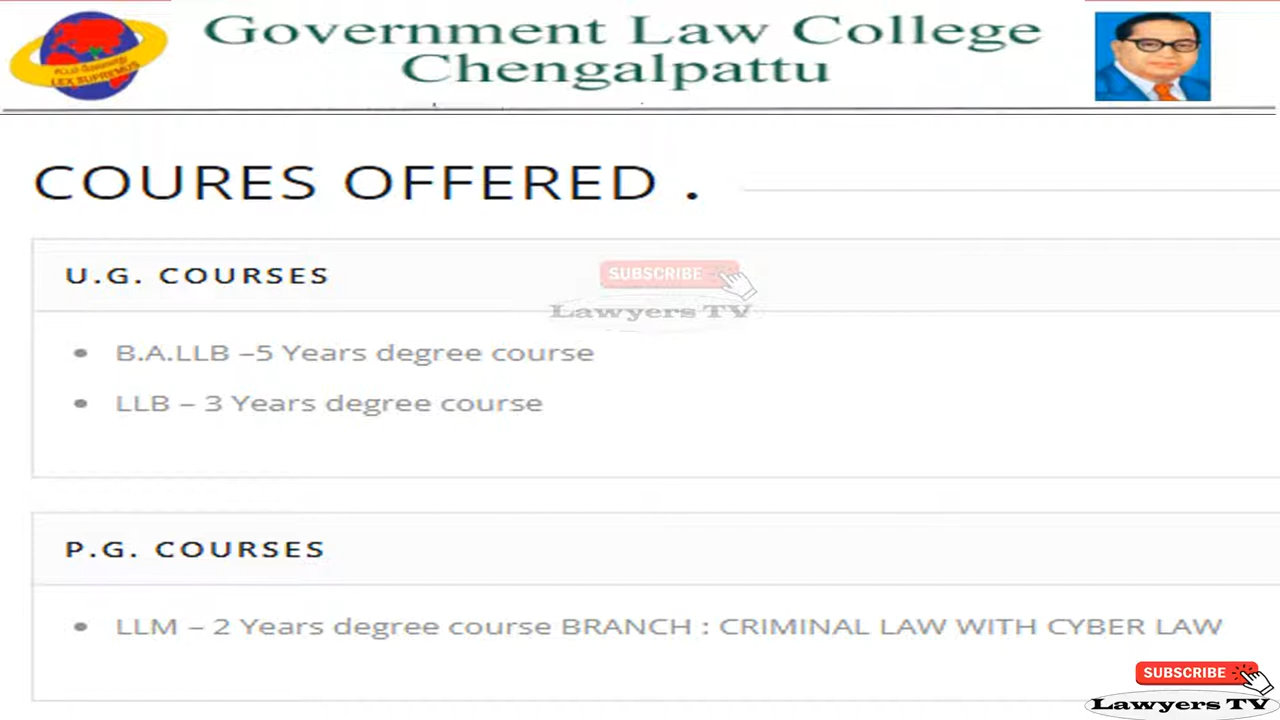 Government Law College
Chengalpattu
LEX SUPREMUS
COURES OFFERED .
U.G. COURSES
SUBSCRIBE
Lawyers TV
B.A.LLB –5 Years degree course
LLB – 3 Years degree course
P.G. COURSES
LLM – 2 Years degree course BRANCH : CRIMINAL LAW WITH CYBER LAW
SUBSCRIBE
Lawyers TV